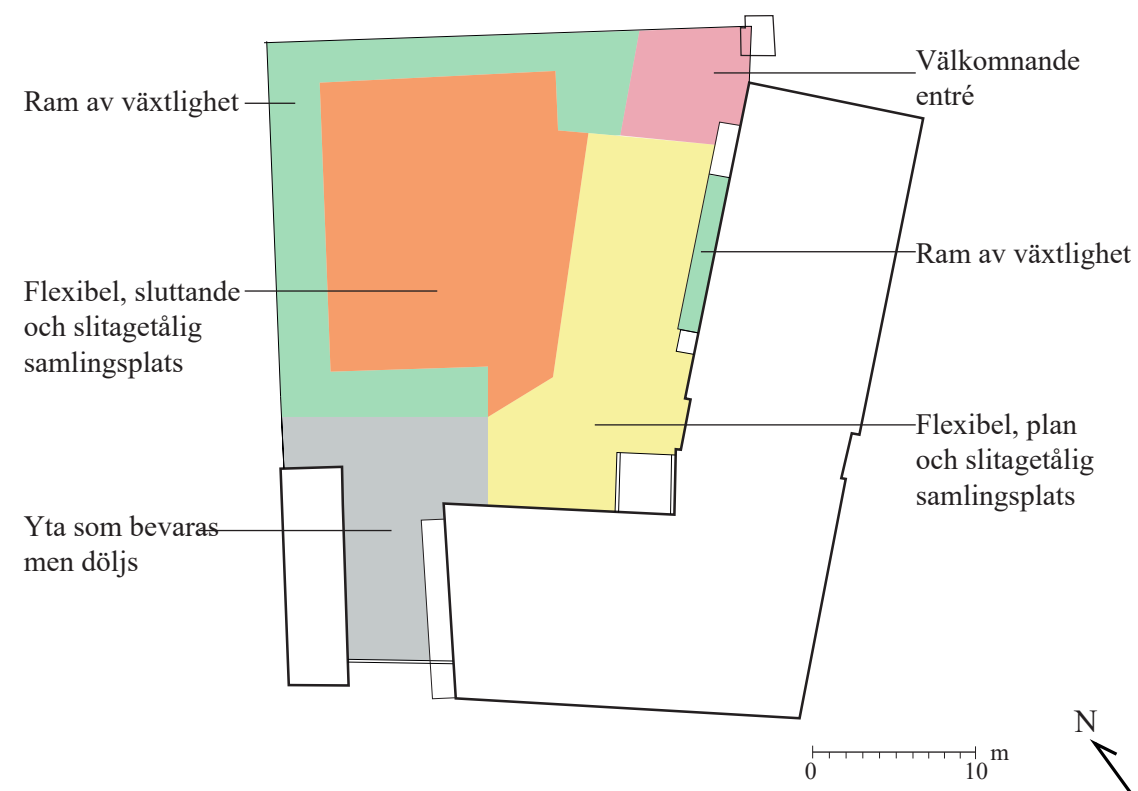 Välkomnande
entré
Ram av växtlighet
Ram av växtlighet
Flexibel, sluttande
och slitagetålig
samlingsplats
Flexibel, plan
och slitagetålig
samlingsplats
Yta som bevaras
men döljs
N
m
0
10